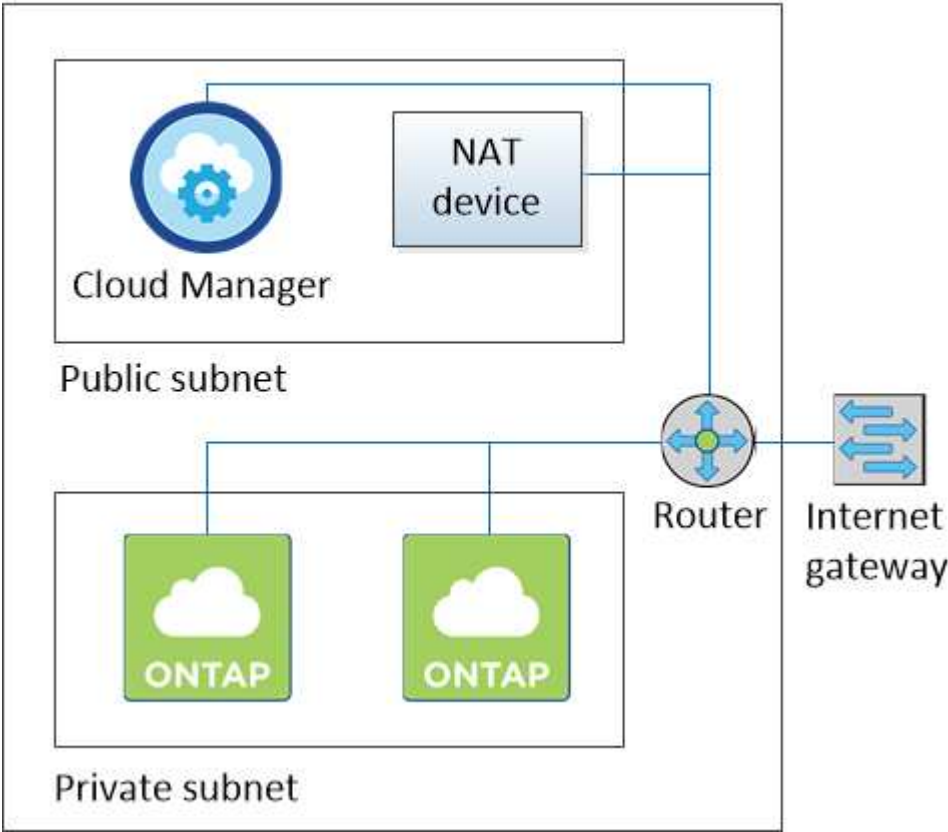 NAT
device
Cloud Manager
Public subnet
Router
Internet
gateway
ONTAP
ONTAP
Private subnet